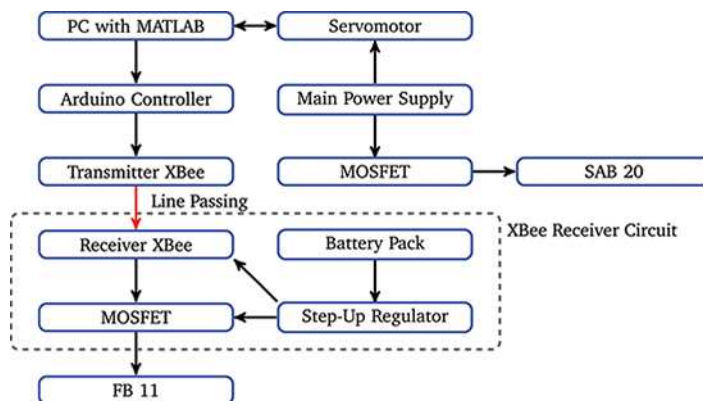 PC with MATLAB
Servomotor
Arduino Controller
Main Power Supply
Transmitter XBee
MOSFET
SAB 20
Line Passing
XBee Receiver Circuit
Receiver XBee
Battery Pack
MOSFET
Step-Up Regulator
FB 11